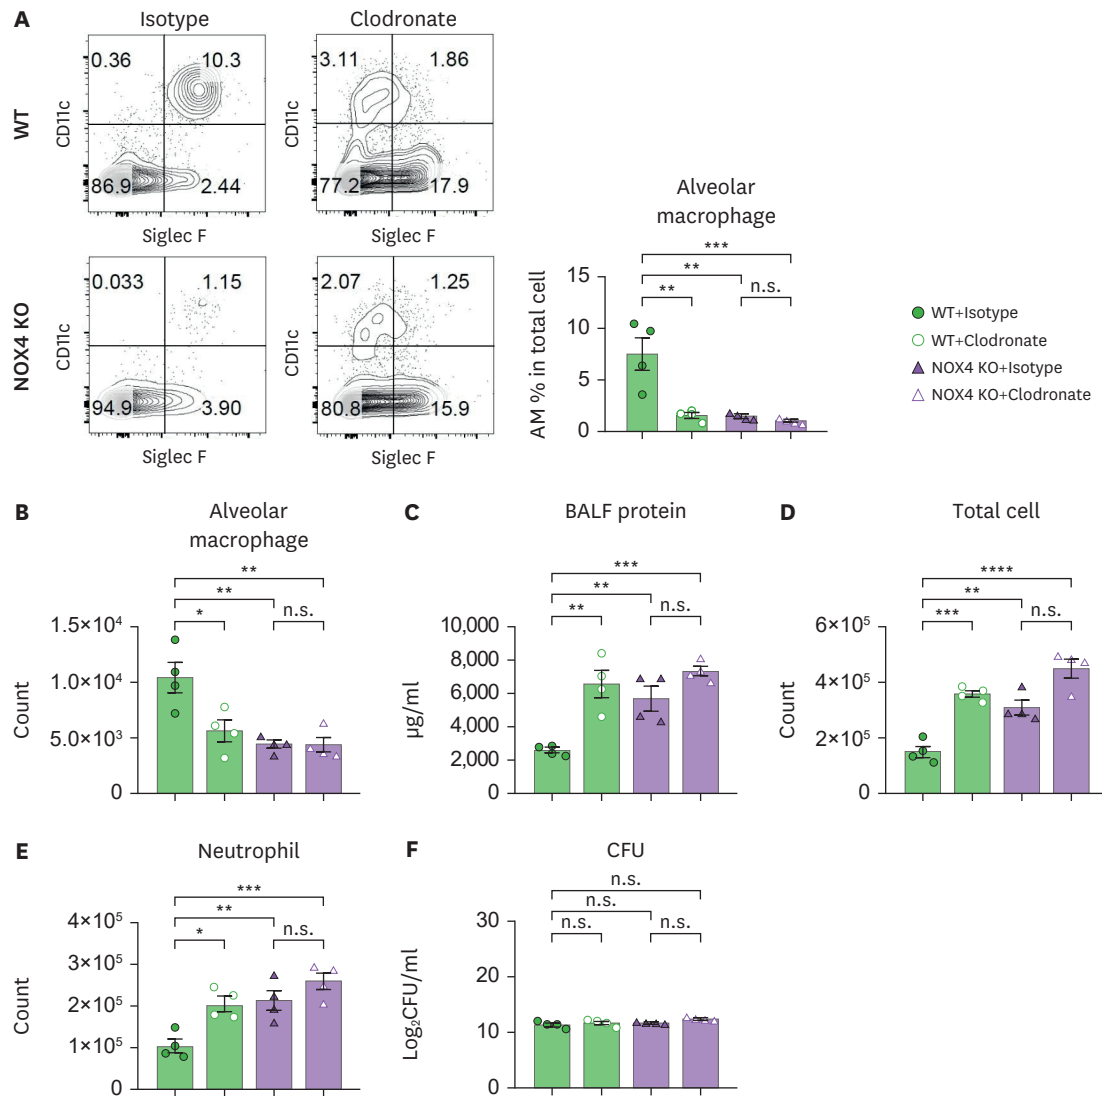 A
Isotype
Clodronate
WT
CD11c
0.36
10.3
86.9
2.44
Siglec F
CD11c
3.11
1.86
77.2
17.9
Siglec F
NOX4 KO
CD11c
0.033
1.15
94.9
3.90
Siglec F
CD11c
2.07
1.25
80.8
15.9
Siglec F
Alveolar
macrophage
***
**
** n.s.
AM % in total cell
15
10
5
0
WT+Isotype
WT+Clodronate
NOX4 KO+Isotype
NOX4 KO+Clodronate
B
Alveolar
macrophage
**
**
* n.s.
Count
1.5×10⁴
1.0×10⁴
5.0×10³
0
C
BALF protein
***
**
** n.s.
µg/ml
10,000
8,000
6,000
4,000
2,000
0
D
Total cell
****
**
*** n.s.
Count
6×10⁵
4×10⁵
2×10⁵
0
E
Neutrophil
***
**
* n.s.
Count
4×10⁵
3×10⁵
2×10⁵
1×10⁵
0
F
CFU
n.s.
n.s.
n.s. n.s.
Log₂CFU/ml
30
20
10
0